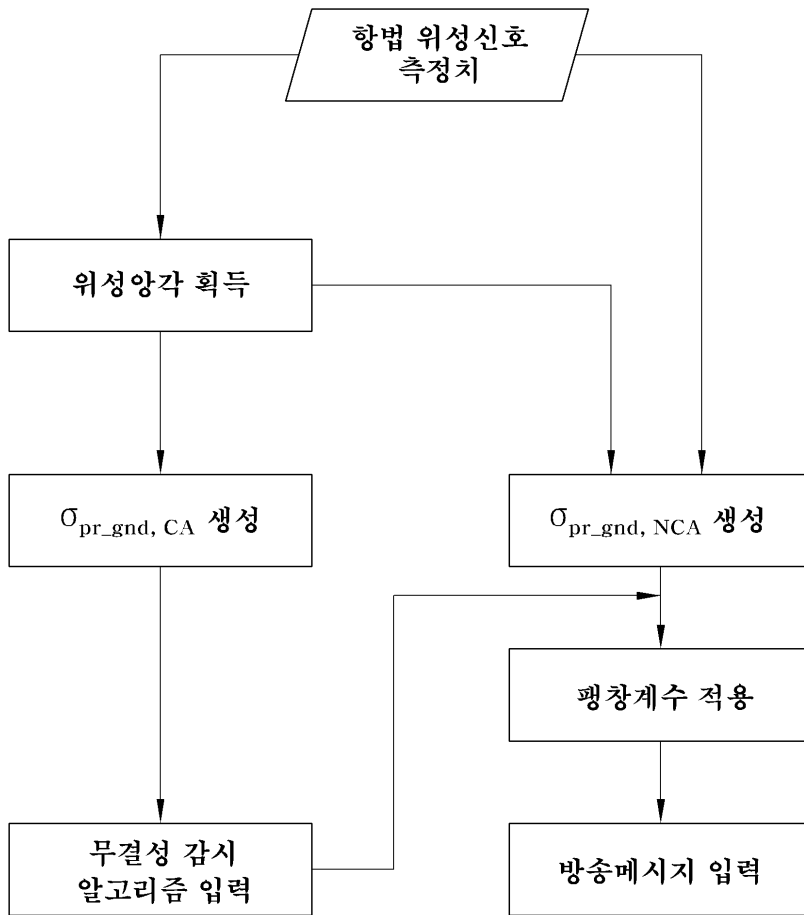 항법 위성신호
측정치
위성앙각 획득
σpr_gnd, CA 생성
σpr_gnd, NCA 생성
팽창계수 적용
무결성 감시
알고리즘 입력
방송메시지 입력